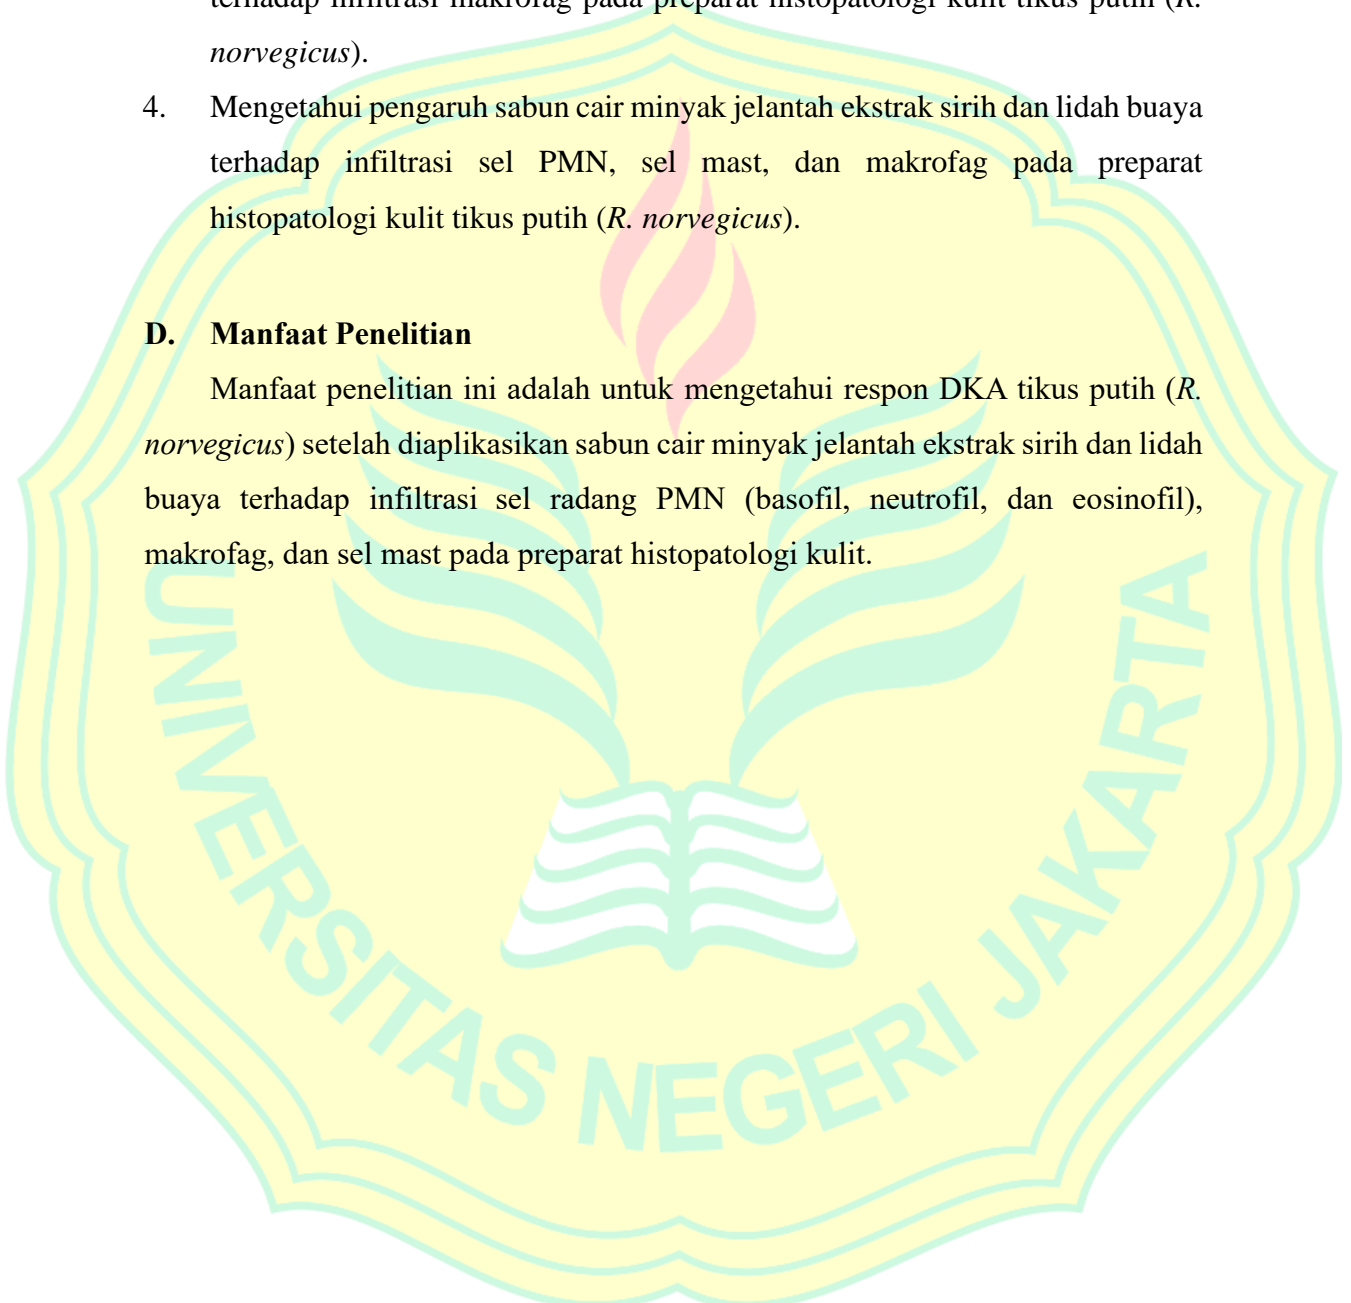 terhadap infiltrasi makrofag pada preparat histopatologi kulit tikus putih (R.
norvegicus).
4. Mengetahui pengaruh sabun cair minyak jelantah ekstrak sirih dan lidah buaya
terhadap infiltrasi sel PMN, sel mast, dan makrofag pada preparat
histopatologi kulit tikus putih (R. norvegicus).
D. Manfaat Penelitian
Manfaat penelitian ini adalah untuk mengetahui respon DKA tikus putih (R.
norvegicus) setelah diaplikasikan sabun cair minyak jelantah ekstrak sirih dan lidah
buaya terhadap infiltrasi sel radang PMN (basofil, neutrofil, dan eosinofil),
makrofag, dan sel mast pada preparat histopatologi kulit.
UNIVERSITAS NEGERI JAKARTA